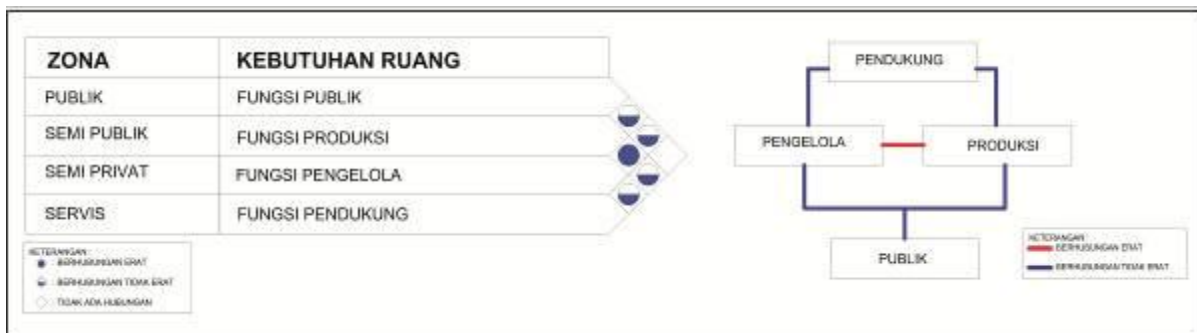 ZONA KEBUTUHAN RUANG
PUBLIK FUNGSI PUBLIK
SEMI PUBLIK FUNGSI PRODUKSI
SEMI PRIVAT FUNGSI PENGELOLA
SERVIS FUNGSI PENDUKUNG
KETERANGAN :
BERHUBUNGAN ERAT
BERHUBUNGAN TIDAK ERAT
TIDAK ADA HUBUNGAN
PENDUKUNG
PENGELOLA PRODUKSI
PUBLIK
KETERANGAN :
BERHUBUNGAN ERAT
BERHUBUNGAN TIDAK ERAT